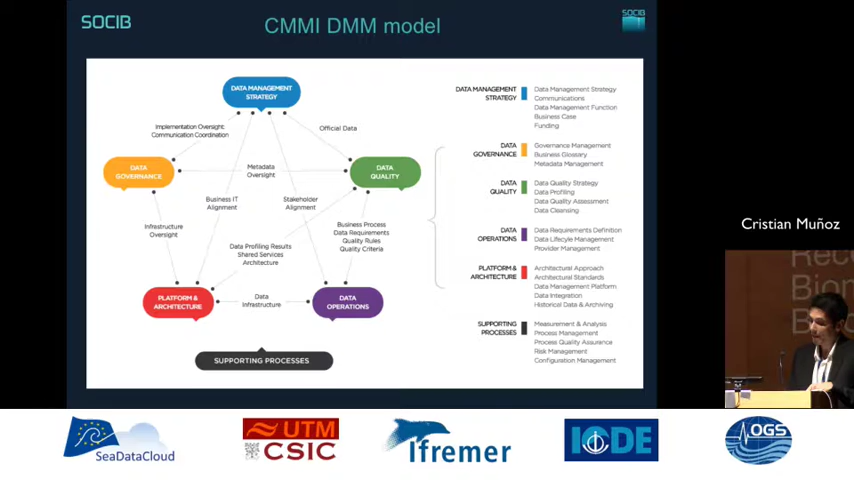 SOCIB
CMMI DMM model
SOCIB
DATA MANAGEMENT
STRATEGY
Implementation Oversight:
Communication Coordination
Official Data
DATA
GOVERNANCE
Metadata
Oversight
DATA
QUALITY
Business IT
Alignment
Stakeholder
Alignment
Infrastructure
Oversight
Business Process
Data Requirements
Quality Rules
Quality Criteria
Data Profiling Results
Shared Services
Architecture
PLATFORM &
ARCHITECTURE
Data
Infrastructure
DATA
OPERATIONS
SUPPORTING PROCESSES
DATA MANAGEMENT
STRATEGY
Data Management Strategy
Communications
Data Management Function
Business Case
Funding
DATA
GOVERNANCE
Governance Management
Business Glossary
Metadata Management
DATA
QUALITY
Data Quality Strategy
Data Profiling
Data Quality Assessment
Data Cleansing
DATA
OPERATIONS
Data Requirements Definition
Data Lifecyle Management
Provider Management
PLATFORM &
ARCHITECTURE
Architectural Approach
Architectural Standards
Data Management Platform
Data Integration
Historical Data & Archiving
SUPPORTING
PROCESSES
Measurement & Analysis
Process Management
Process Quality Assurance
Risk Management
Configuration Management
Cristian Muñoz
SeaDataCloud
UTM
CSIC
Ifremer
IODE
OGS